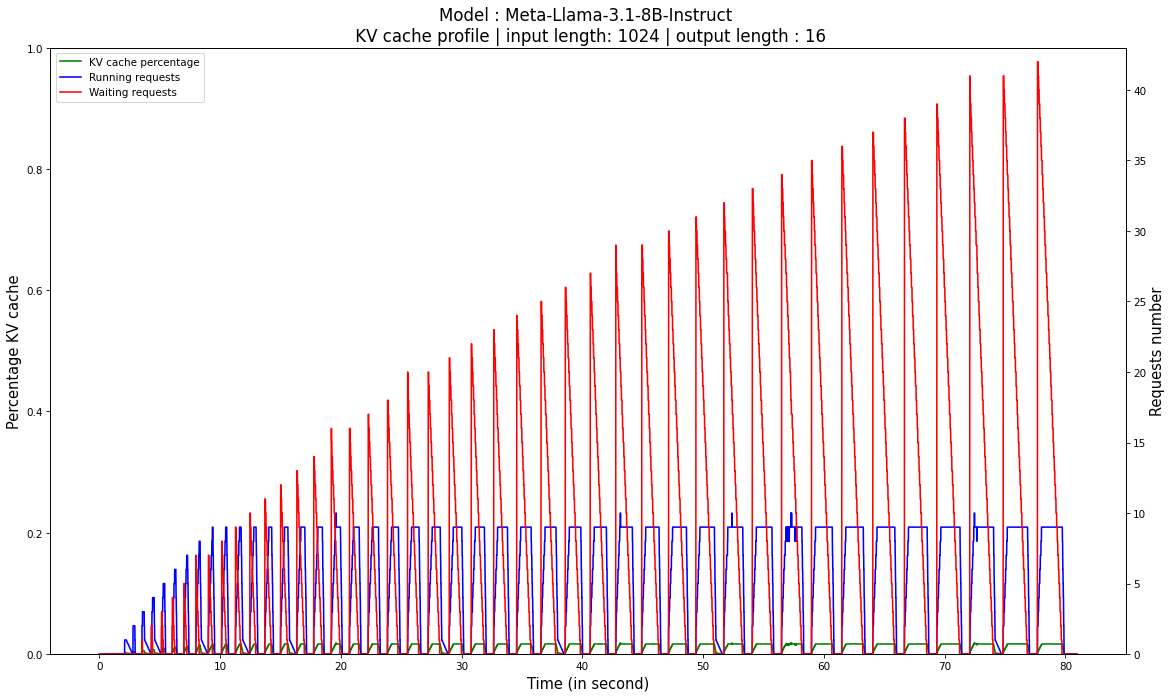 Model : Meta-Llama-3.1-8B-Instruct
KV cache profile | input length: 1024 | output length : 16
KV cache percentage
Running requests
Waiting requests
Percentage KV cache
1.0
0.8
0.6
0.4
0.2
0.0
0 10 20 30 40 50 60 70 80
Time (in second)
40
35
30
25
20
15
10
5
0
Requests number